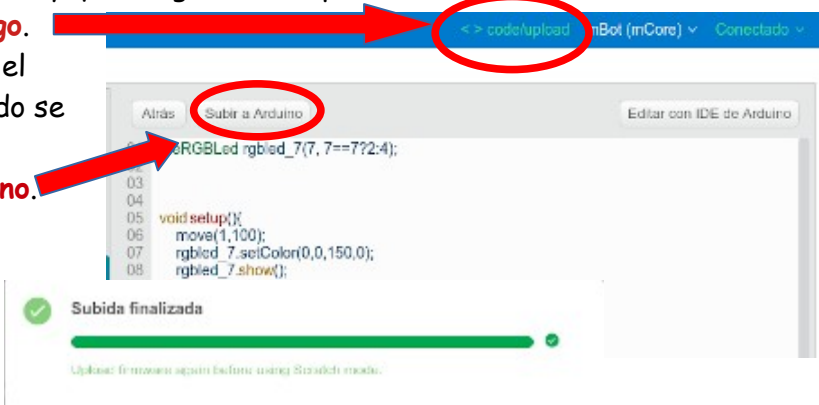 go.
el
do se
no.
<> code/upload mBot (mCore) Conectado
Atrás Subir a Arduino Editar con IDE de Arduino
RGBLed rgbled_7(7, 7==7?2:4);
03
04
05 void setup(){
06 move(1,100);
07 rgbled_7.setColor(0,0,150,0);
08 rgbled_7.show();
Subida finalizada
Upload firmware again before using Scratch mode.